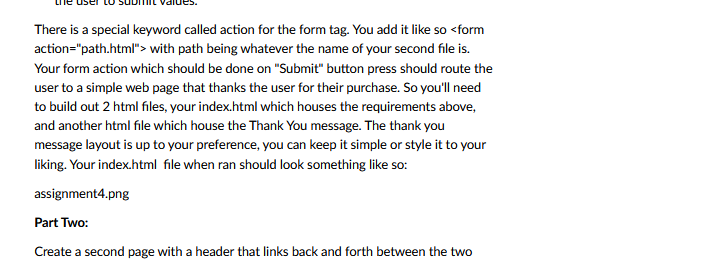 the user to submit values.
There is a special keyword called action for the form tag. You add it like so <form
action="path.html"> with path being whatever the name of your second file is.
Your form action which should be done on "Submit" button press should route the
user to a simple web page that thanks the user for their purchase. So you'll need
to build out 2 html files, your index.html which houses the requirements above,
and another html file which house the Thank You message. The thank you
message layout is up to your preference, you can keep it simple or style it to your
liking. Your index.html file when ran should look something like so:
assignment4.png
Part Two:
Create a second page with a header that links back and forth between the two